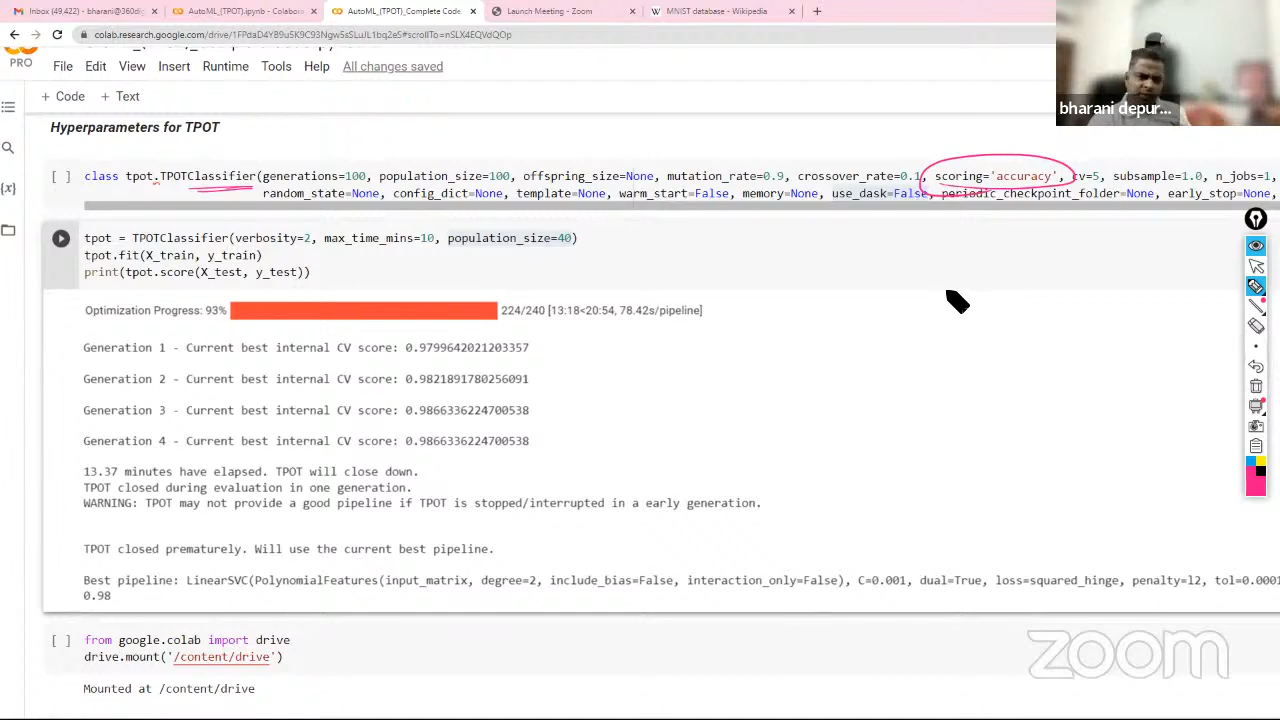 Inbox (49,422) - bharani@360dig
AutoML_(TPOT).ipynb - Colabora
AutoML_(TPOT)_Complete Code.
Launch Meeting - Zoom
MNIST database - Wikipedia
colab.research.google.com/drive/1FPdaD4Y89u5K9C93Ngw5sSLuJL1bq2e5#scrollTo=nSLX4EQVdQOp
PRO
File Edit View Insert Runtime Tools Help All changes saved
+ Code + Text
bharani depur...
Hyperparameters for TPOT
[ ] class tpot.TPOTClassifier(generations=100, population_size=100, offspring_size=None, mutation_rate=0.9, crossover_rate=0.1, scoring='accuracy', cv=5, subsample=1.0, n_jobs=1,
random_state=None, config_dict=None, template=None, warm_start=False, memory=None, use_dask=False, periodic_checkpoint_folder=None, early_stop=None,
tpot = TPOTClassifier(verbosity=2, max_time_mins=10, population_size=40)
tpot.fit(X_train, y_train)
print(tpot.score(X_test, y_test))
Optimization Progress: 93% 224/240 [13:18<20:54, 78.42s/pipeline]
Generation 1 - Current best internal CV score: 0.9799642021203357
Generation 2 - Current best internal CV score: 0.9821891780256091
Generation 3 - Current best internal CV score: 0.9866336224700538
Generation 4 - Current best internal CV score: 0.9866336224700538
13.37 minutes have elapsed. TPOT will close down.
TPOT closed during evaluation in one generation.
WARNING: TPOT may not provide a good pipeline if TPOT is stopped/interrupted in a early generation.
TPOT closed prematurely. Will use the current best pipeline.
Best pipeline: LinearSVC(PolynomialFeatures(input_matrix, degree=2, include_bias=False, interaction_only=False), C=0.001, dual=True, loss=squared_hinge, penalty=l2, tol=0.0001
0.98
[ ] from google.colab import drive
drive.mount('/content/drive')
Mounted at /content/drive
zoom